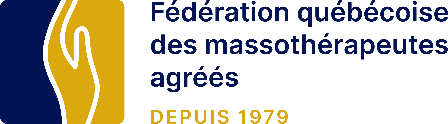 Fédération québécoise
des massothérapeutes
agréés
DEPUIS 1979